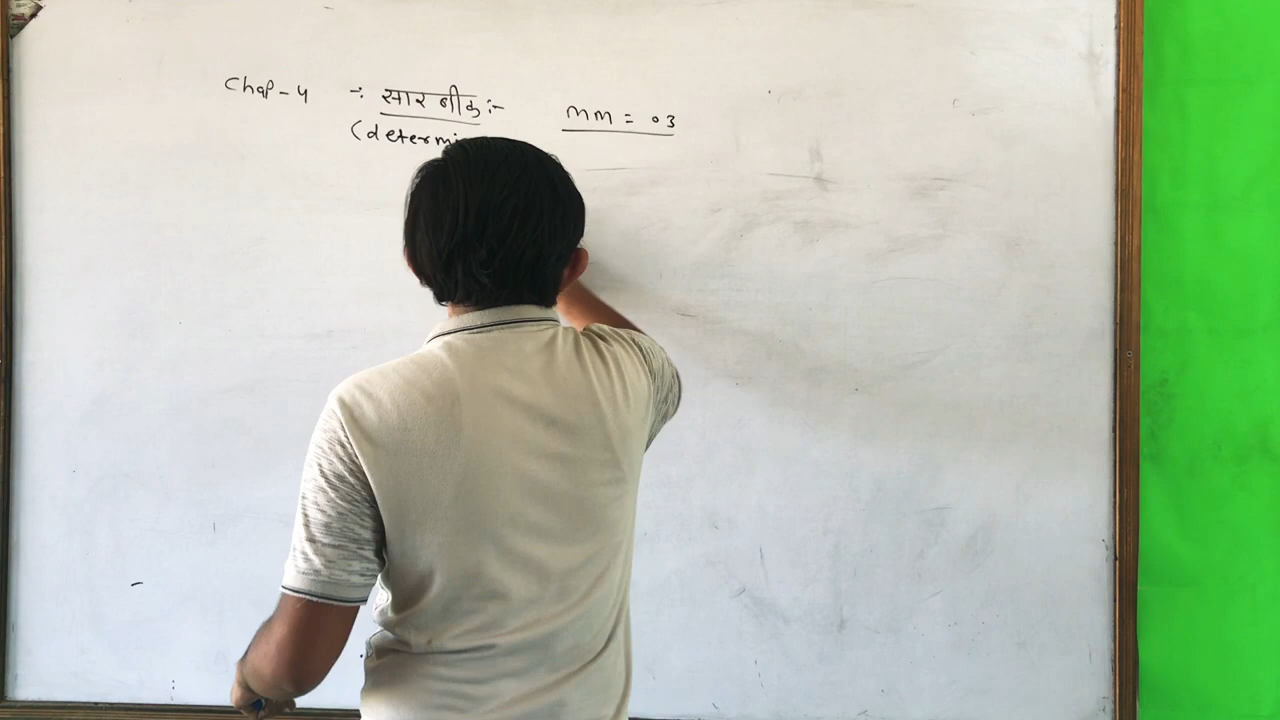 Chap-4 :- सारणीक :- MM = 03
(determi